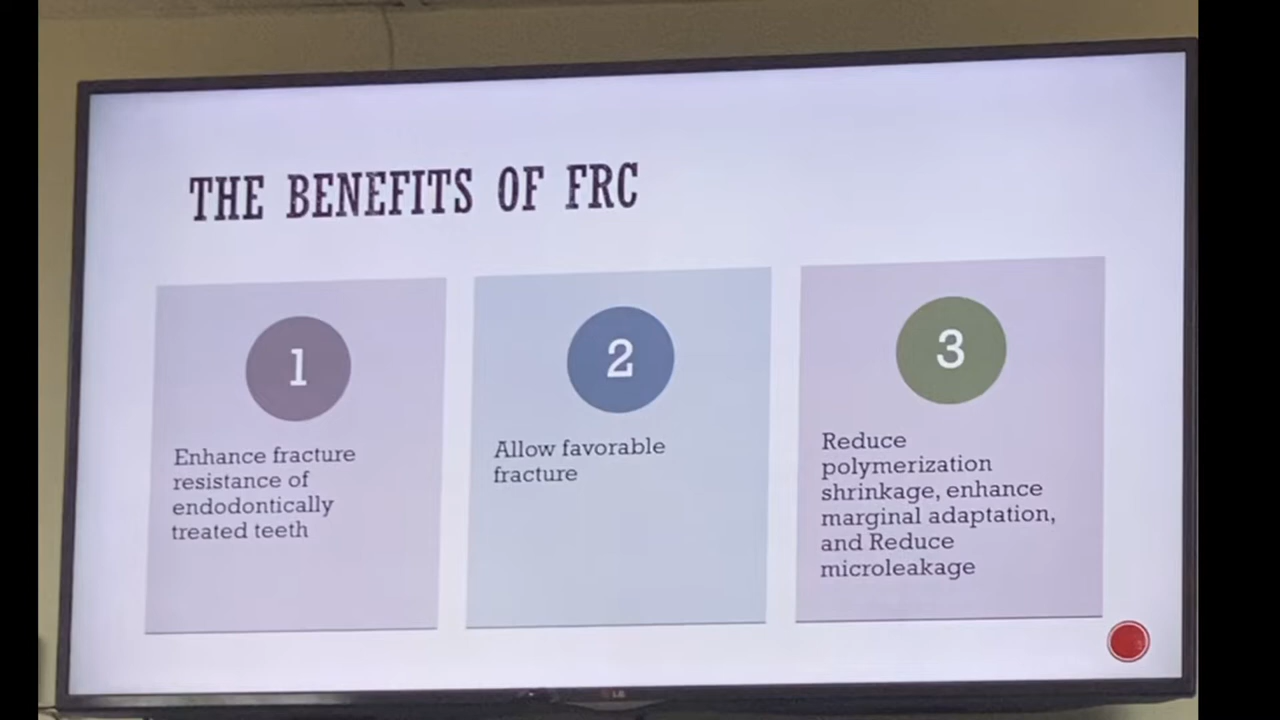 THE BENEFITS OF FRC
1
Enhance fracture
resistance of
endodontically
treated teeth
2
Allow favorable
fracture
3
Reduce
polymerization
shrinkage, enhance
marginal adaptation,
and Reduce
microleakage
LG